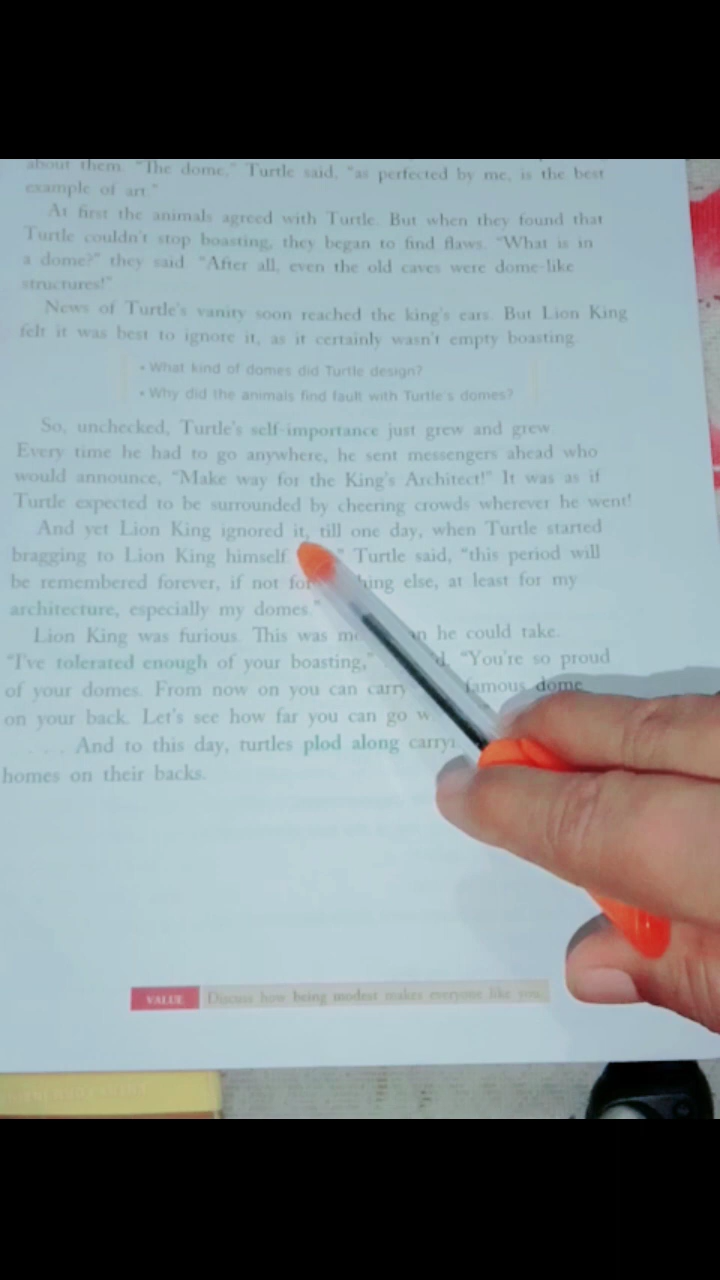 about them. "The dome," Turtle said, "as perfected by me, is the best
example of art."
At first the animals agreed with Turtle. But when they found that
Turtle couldn't stop boasting, they began to find flaws. "What is in
a dome?" they said. "After all, even the old caves were dome-like
structures!"
News of Turtle's vanity soon reached the king's ears. But Lion King
felt it was best to ignore it, as it certainly wasn't empty boasting.
• What kind of domes did Turtle design?
• Why did the animals find fault with Turtle's domes?
So, unchecked, Turtle's self-importance just grew and grew.
Every time he had to go anywhere, he sent messengers ahead who
would announce, "Make way for the King's Architect!" It was as if
Turtle expected to be surrounded by cheering crowds wherever he went!
And yet Lion King ignored it, till one day, when Turtle started
bragging to Lion King himself. " Turtle said, "this period will
be remembered forever, if not for else, at least for my
architecture, especially my domes."
Lion King was furious. This was he could take.
"I've tolerated enough of your boasting," "You're so proud
of your domes. From now on you can carry famous dome
on your back. Let's see how far you can go
. . . . And to this day, turtles plod along
homes on their backs.
VALUE Discuss how being modest makes everyone like you.